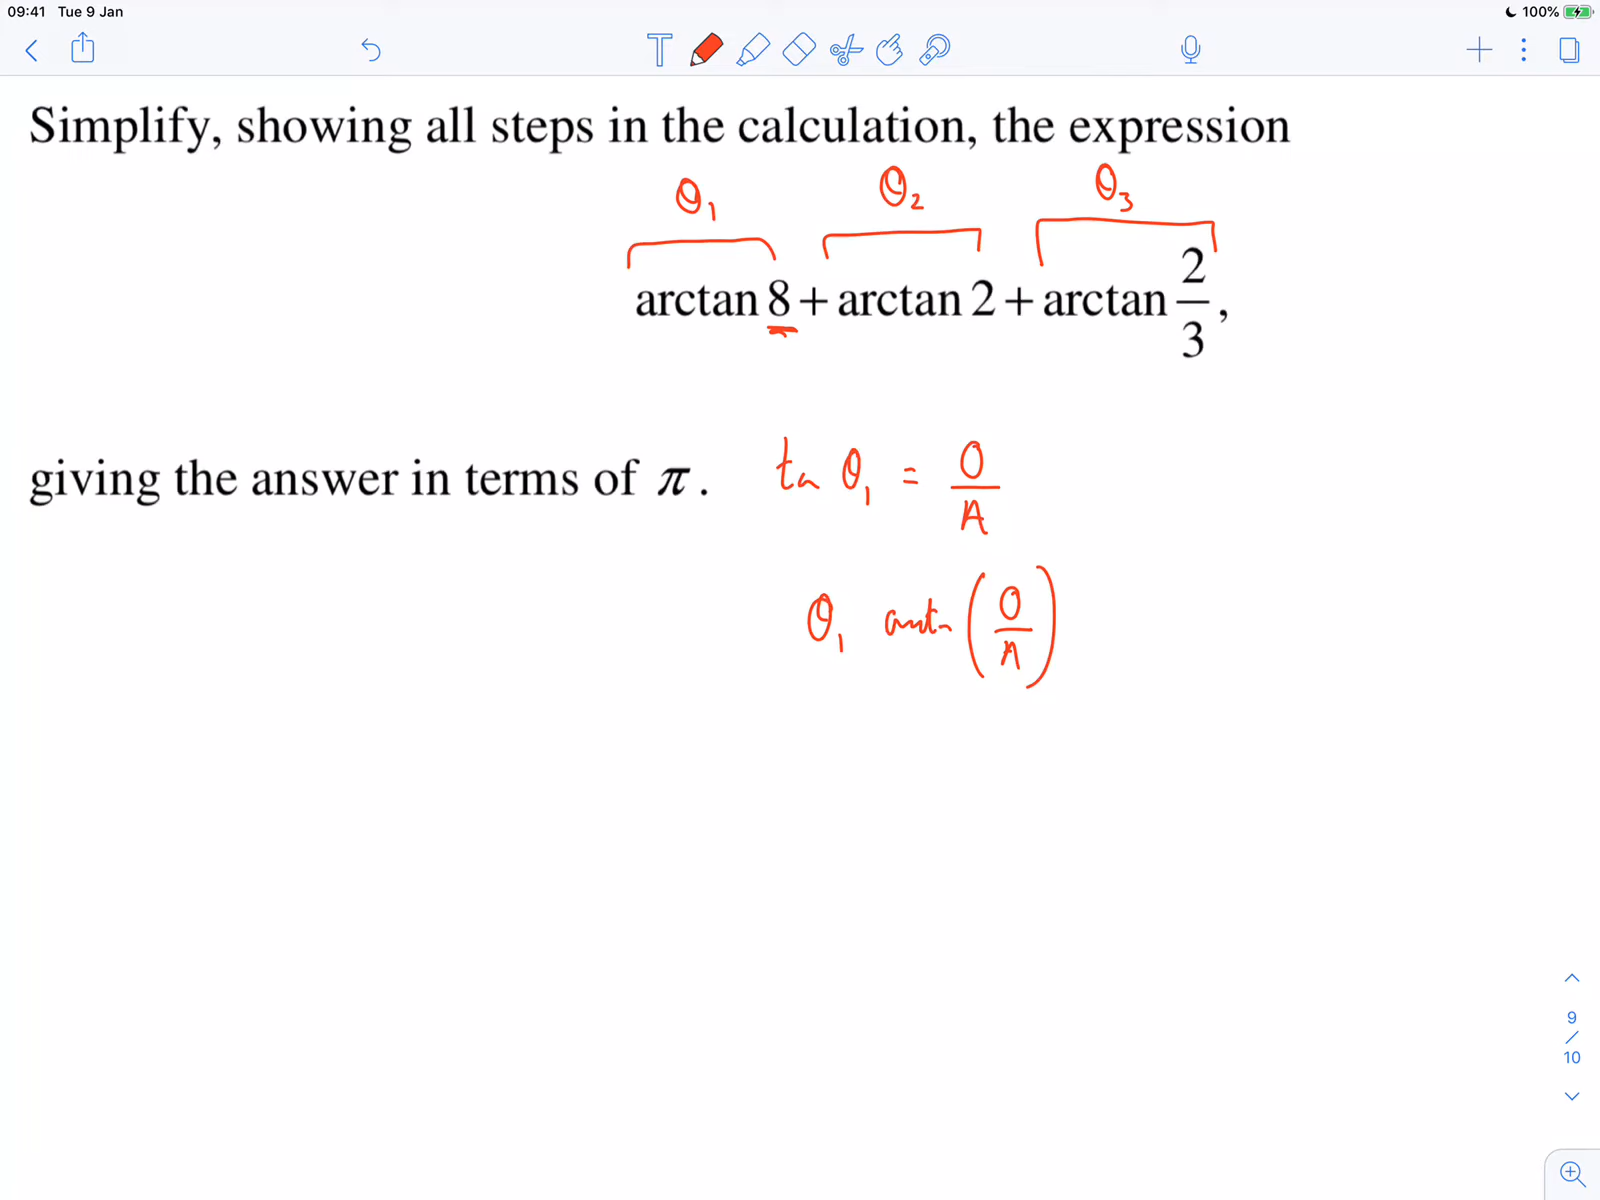 09:41 Tue 9 Jan 100%
Simplify, showing all steps in the calculation, the expression
θ₁ θ₂ θ₃
arctan 8 + arctan 2 + arctan 2/3 ,
giving the answer in terms of π. tan θ₁ = O/A
θ₁ arctan (O/A)
9
/
10